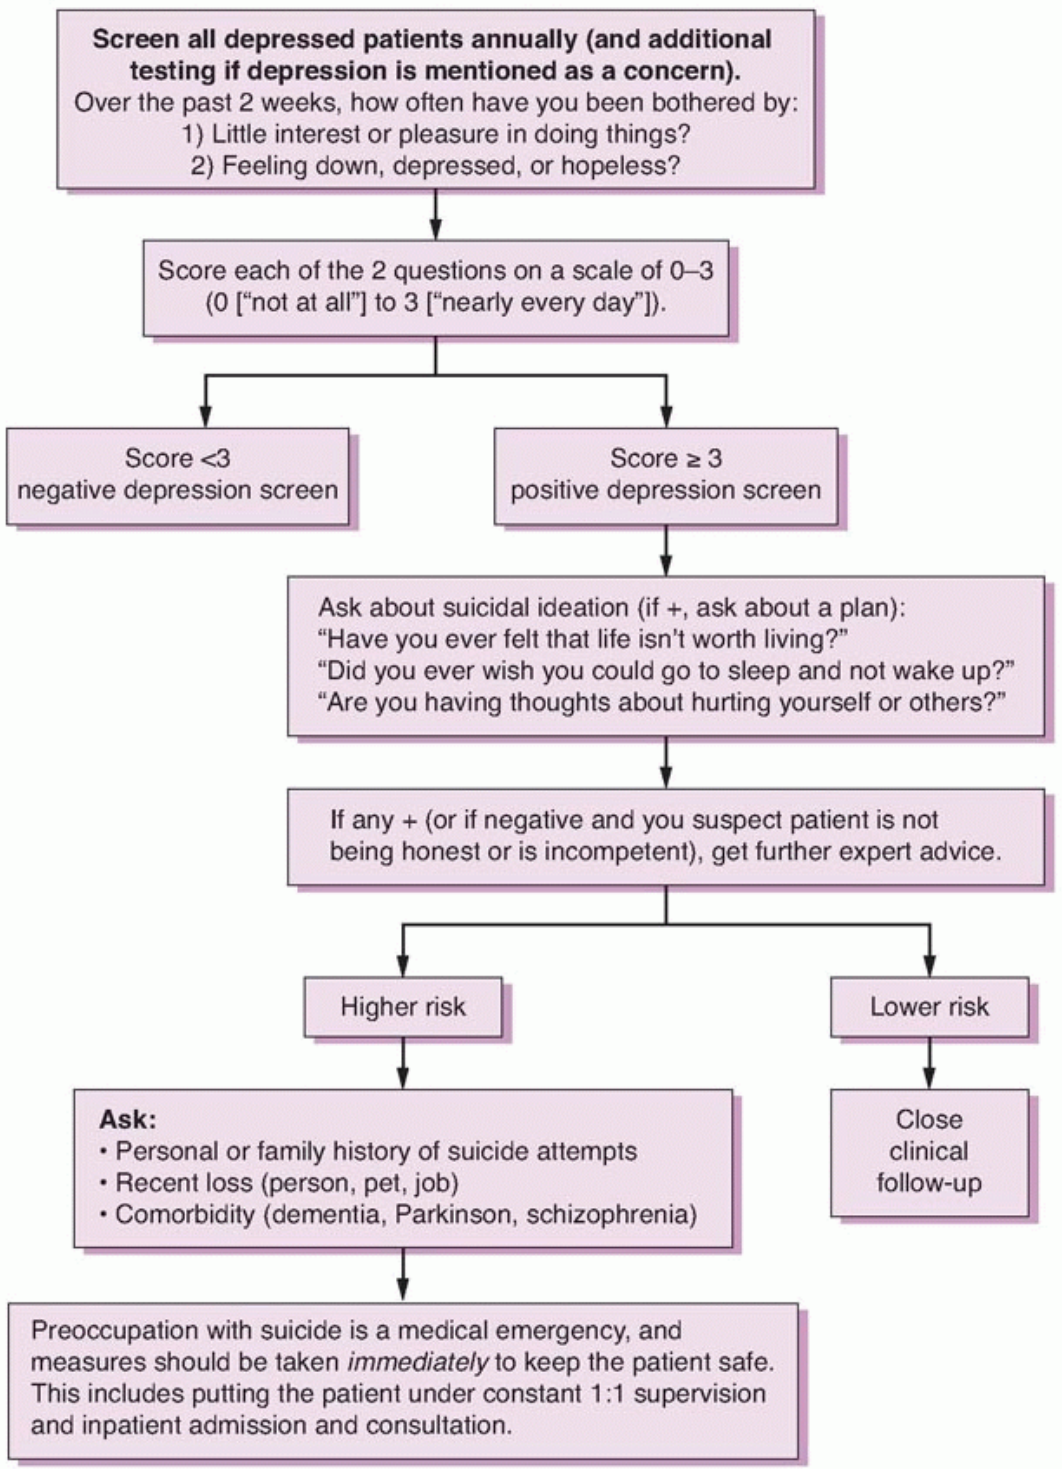 Screen all depressed patients annually (and additional
testing if depression is mentioned as a concern).
Over the past 2 weeks, how often have you been bothered by:
1) Little interest or pleasure in doing things?
2) Feeling down, depressed, or hopeless?
Score each of the 2 questions on a scale of 0–3
(0 [“not at all”] to 3 [“nearly every day”]).
Score <3
negative depression screen
Score ≥ 3
positive depression screen
Ask about suicidal ideation (if +, ask about a plan):
“Have you ever felt that life isn’t worth living?”
“Did you ever wish you could go to sleep and not wake up?”
“Are you having thoughts about hurting yourself or others?”
If any + (or if negative and you suspect patient is not
being honest or is incompetent), get further expert advice.
Higher risk
Lower risk
Ask:
• Personal or family history of suicide attempts
• Recent loss (person, pet, job)
• Comorbidity (dementia, Parkinson, schizophrenia)
Close
clinical
follow-up
Preoccupation with suicide is a medical emergency, and
measures should be taken immediately to keep the patient safe.
This includes putting the patient under constant 1:1 supervision
and inpatient admission and consultation.